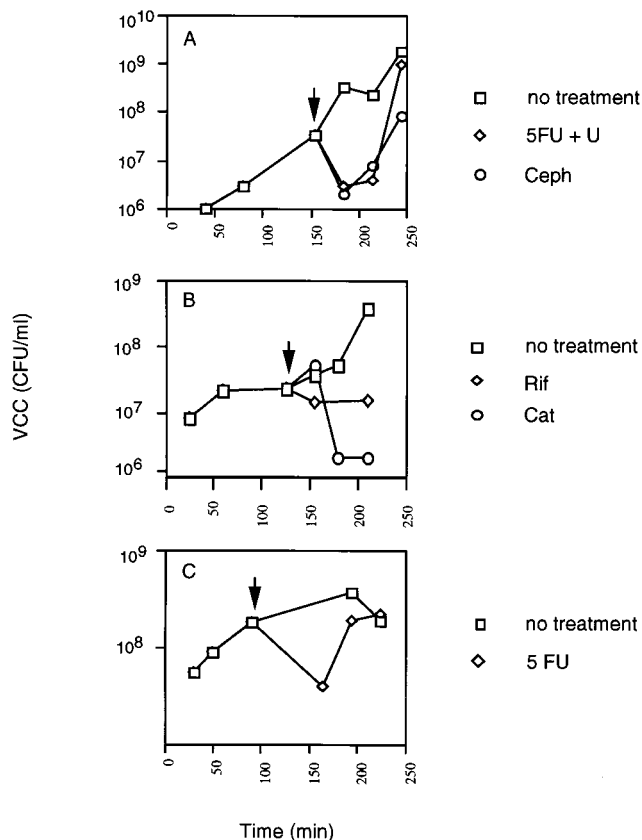 10^10
A
10^9
10^8
10^7
10^6
0
50
100
150
200
250
no treatment
5FU + U
Ceph
VCC (CFU/ml)
10^9
B
10^8
10^7
10^6
0
50
100
150
200
250
no treatment
Rif
Cat
10^9
C
10^8
0
50
100
150
200
250
no treatment
5 FU
Time (min)